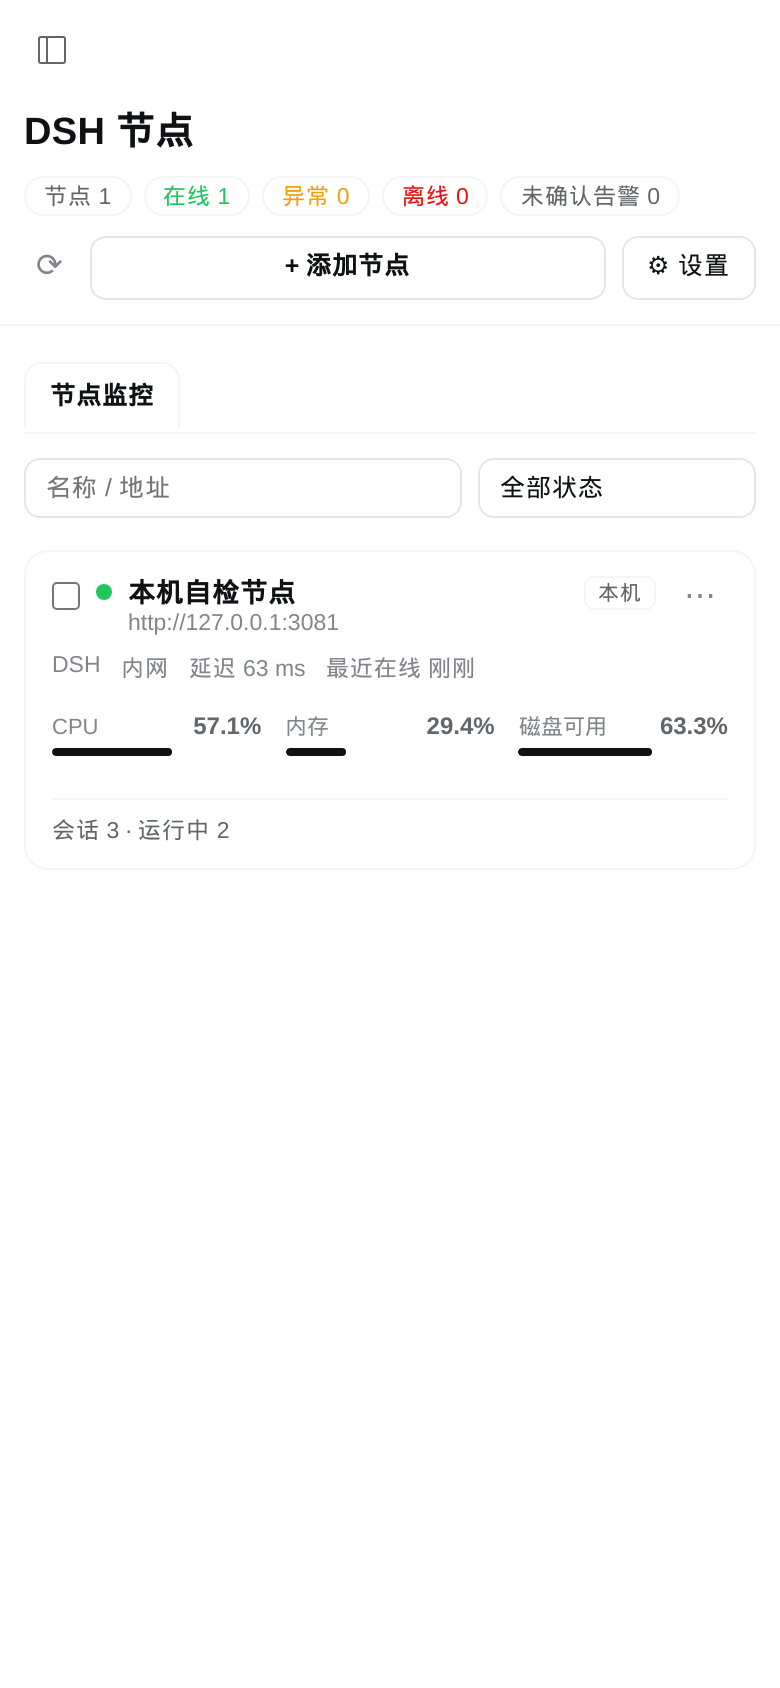 DSH 节点
节点 1 在线 1 异常 0 离线 0 未确认告警 0
⟳ + 添加节点 ⚙ 设置
节点监控
名称 / 地址 全部状态
本机自检节点 本机 ⋯
http://127.0.0.1:3081
DSH 内网 延迟 63 ms 最近在线 刚刚
CPU 57.1% 内存 29.4% 磁盘可用 63.3%
会话 3 · 运行中 2